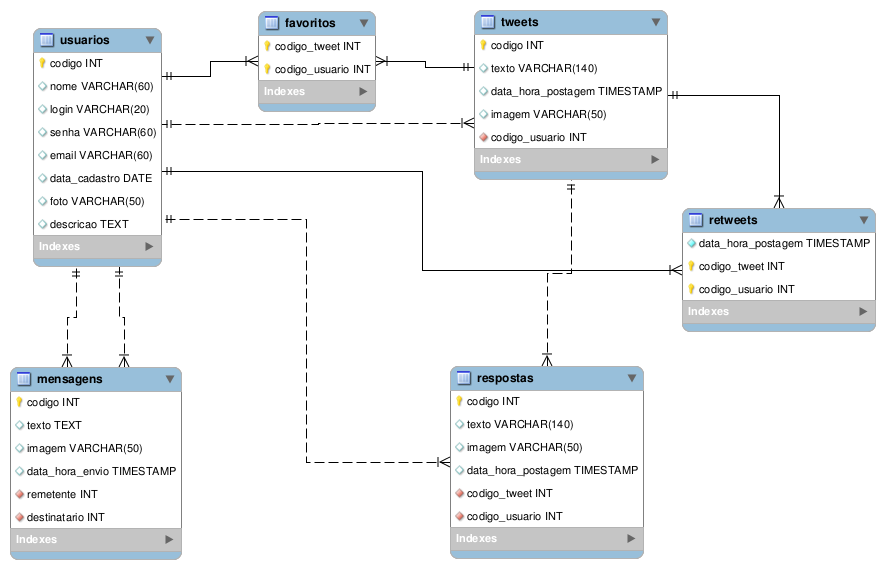 usuarios
codigo INT
nome VARCHAR(60)
login VARCHAR(20)
senha VARCHAR(60)
email VARCHAR(60)
data_cadastro DATE
foto VARCHAR(50)
descricao TEXT
Indexes
favoritos
codigo_tweet INT
codigo_usuario INT
Indexes
tweets
codigo INT
texto VARCHAR(140)
data_hora_postagem TIMESTAMP
imagem VARCHAR(50)
codigo_usuario INT
Indexes
retweets
data_hora_postagem TIMESTAMP
codigo_tweet INT
codigo_usuario INT
Indexes
mensagens
codigo INT
texto TEXT
imagem VARCHAR(50)
data_hora_envio TIMESTAMP
remetente INT
destinatario INT
Indexes
respostas
codigo INT
texto VARCHAR(140)
imagem VARCHAR(50)
data_hora_postagem TIMESTAMP
codigo_tweet INT
codigo_usuario INT
Indexes